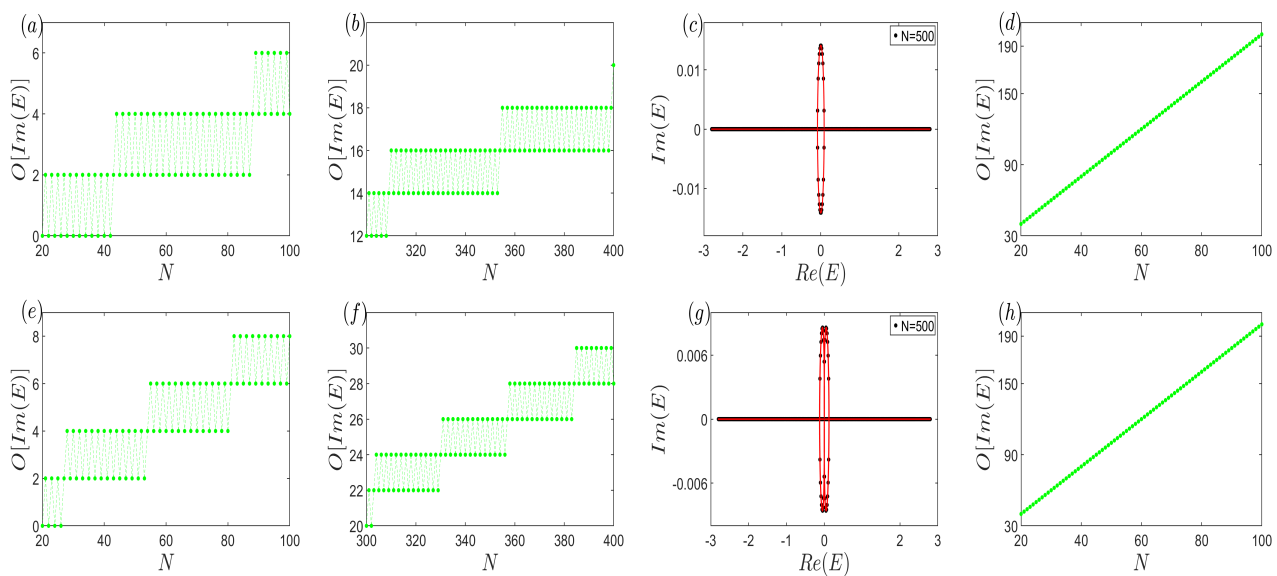 (a)
O[Im(E)]
6
4
2
0
20 40 60 80 100
N
(b)
O[Im(E)]
20
18
16
14
12
320 340 360 380 400
N
(c)
N=500
Im(E)
0.01
0
-0.01
-3 -2 -1 0 2 3
Re(E)
(d)
O[Im(E)]
190
150
90
30
20 40 60 80 100
N
(e)
O[Im(E)]
8
6
4
2
0
20 40 60 80 100
N
(f)
O[Im(E)]
30
28
26
24
22
20
300 320 340 360 380 400
N
(g)
N=500
Im(E)
0.006
0
-0.006
-3 -2 -1 0 1 2 3
Re(E)
(h)
O[Im(E)]
190
150
90
30
20 40 60 80 100
N